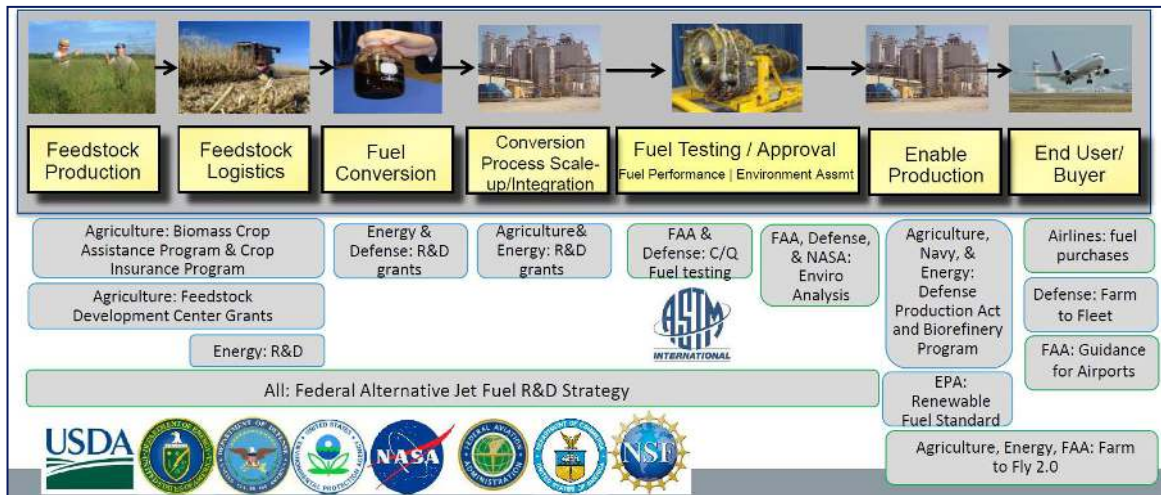 Feedstock
Production
Feedstock
Logistics
Fuel
Conversion
Conversion
Process Scale-
up/Integration
Fuel Testing / Approval
Fuel Performance | Environment Assmt
Enable
Production
End User/
Buyer
Agriculture: Biomass Crop
Assistance Program & Crop
Insurance Program
Agriculture: Feedstock
Development Center Grants
Energy: R&D
Energy &
Defense: R&D
grants
Agriculture&
Energy: R&D
grants
FAA &
Defense: C/Q
Fuel testing
FAA, Defense,
& NASA:
Enviro
Analysis
ASTM
INTERNATIONAL
Agriculture,
Navy, &
Energy:
Defense
Production Act
and Biorefinery
Program
EPA:
Renewable
Fuel Standard
Airlines: fuel
purchases
Defense: Farm
to Fleet
FAA: Guidance
for Airports
All: Federal Alternative Jet Fuel R&D Strategy
Agriculture, Energy, FAA: Farm
to Fly 2.0
USDA
NASA
NSF